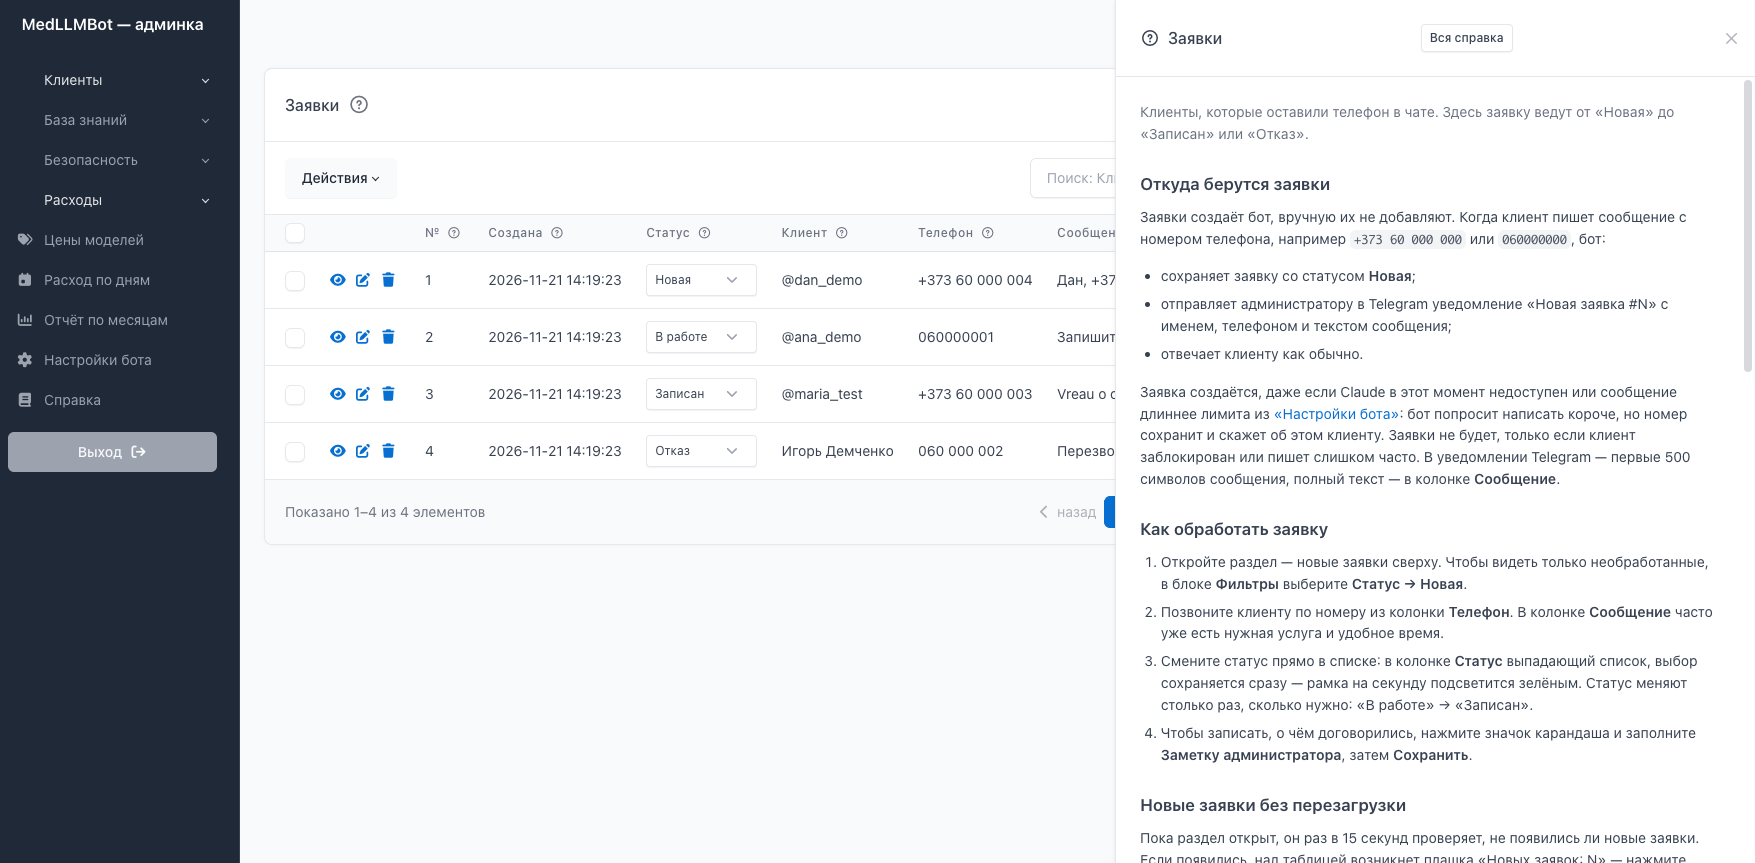 MedLLMBot — админка
Клиенты
База знаний
Безопасность
Расходы
Цены моделей
Расход по дням
Отчёт по месяцам
Настройки бота
Справка
Выход
Заявки
Действия
Поиск:
№ Создана Статус Клиент Телефон
1 2026-11-21 14:19:23 Новая @dan_demo +373 60 000 004 Дан, +37
2 2026-11-21 14:19:23 В работе @ana_demo 060000001
3 2026-11-21 14:19:23 Записан @maria_test +373 60 000 003 Vreau o
4 2026-11-21 14:19:23 Отказ Игорь Демченко 060 000 002
Показано 1–4 из 4 элементов
назад
Заявки
Вся справка
Клиенты, которые оставили телефон в чате. Здесь заявку ведут от «Новая» до
«Записан» или «Отказ».
Откуда берутся заявки
Заявки создаёт бот, вручную их не добавляют. Когда клиент пишет сообщение с
номером телефона, например +373 60 000 000 или 060000000, бот:
• сохраняет заявку со статусом Новая;
• отправляет администратору в Telegram уведомление «Новая заявка #N» с
именем, телефоном и текстом сообщения;
• отвечает клиенту как обычно.
Заявка создаётся, даже если Claude в этот момент недоступен или сообщение
длиннее лимита из «Настройки бота»: бот попросит написать короче, но номер
сохранит и скажет об этом клиенту. Заявки не будет, только если клиент
заблокирован или пишет слишком часто. В уведомлении Telegram — первые 500
символов сообщения, полный текст — в колонке Сообщение.
Как обработать заявку
1. Откройте раздел — новые заявки сверху. Чтобы видеть только необработанные,
в блоке Фильтры выберите Статус → Новая.
2. Позвоните клиенту по номеру из колонки Телефон. В колонке Сообщение часто
уже есть нужная услуга и удобное время.
3. Смените статус прямо в списке: в колонке Статус выпадающий список, выбор
сохраняется сразу — рамка на секунду подсветится зелёным. Статус меняют
столько раз, сколько нужно: «В работе» → «Записан».
4. Чтобы записать, о чём договорились, нажмите значок карандаша и заполните
Заметку администратора, затем Сохранить.
Новые заявки без перезагрузки
Пока раздел открыт, он раз в 15 секунд проверяет, не появились ли новые заявки.
Если появились, над таблицей возникнет плашка «Новых заявок: N» — нажмите